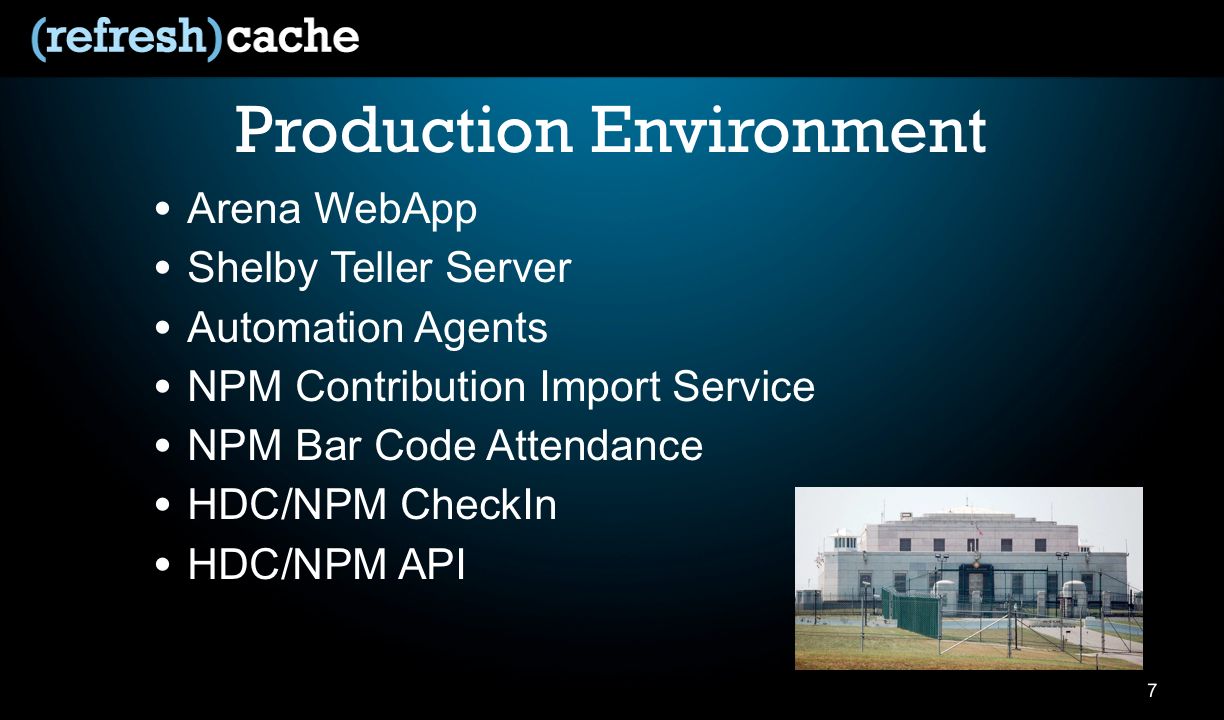 (refresh)cache
Production Environment
• Arena WebApp
• Shelby Teller Server
• Automation Agents
• NPM Contribution Import Service
• NPM Bar Code Attendance
• HDC/NPM CheckIn
• HDC/NPM API
7